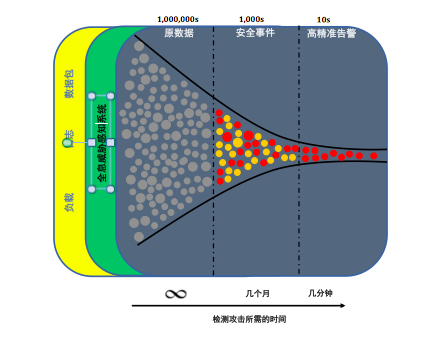 1,000,000s 1,000s 10s
原数据 安全事件 高精准告警
数据包
志
负载
全息威胁感知系统
∞ 几个月 几分钟
检测攻击所需的时间